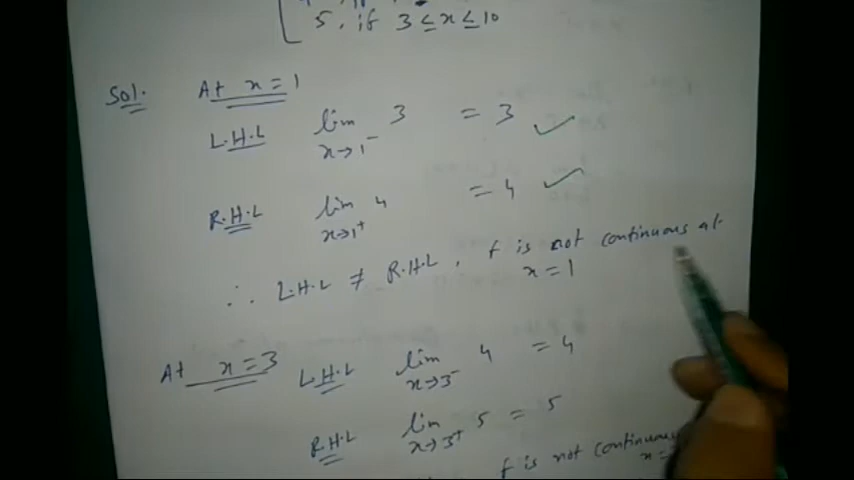 5, if 3 ≤ x ≤ 10
Sol. At x = 1
L.H.L lim x→1⁻ 3 = 3 ✓
R.H.L lim x→1⁺ 4 = 4 ✓
∴ L.H.L ≠ R.H.L, f is not continuous at
x = 1
At x = 3 L.H.L lim x→3⁻ 4 = 4
R.H.L lim x→3⁺ 5 = 5
f is not continuous
x =